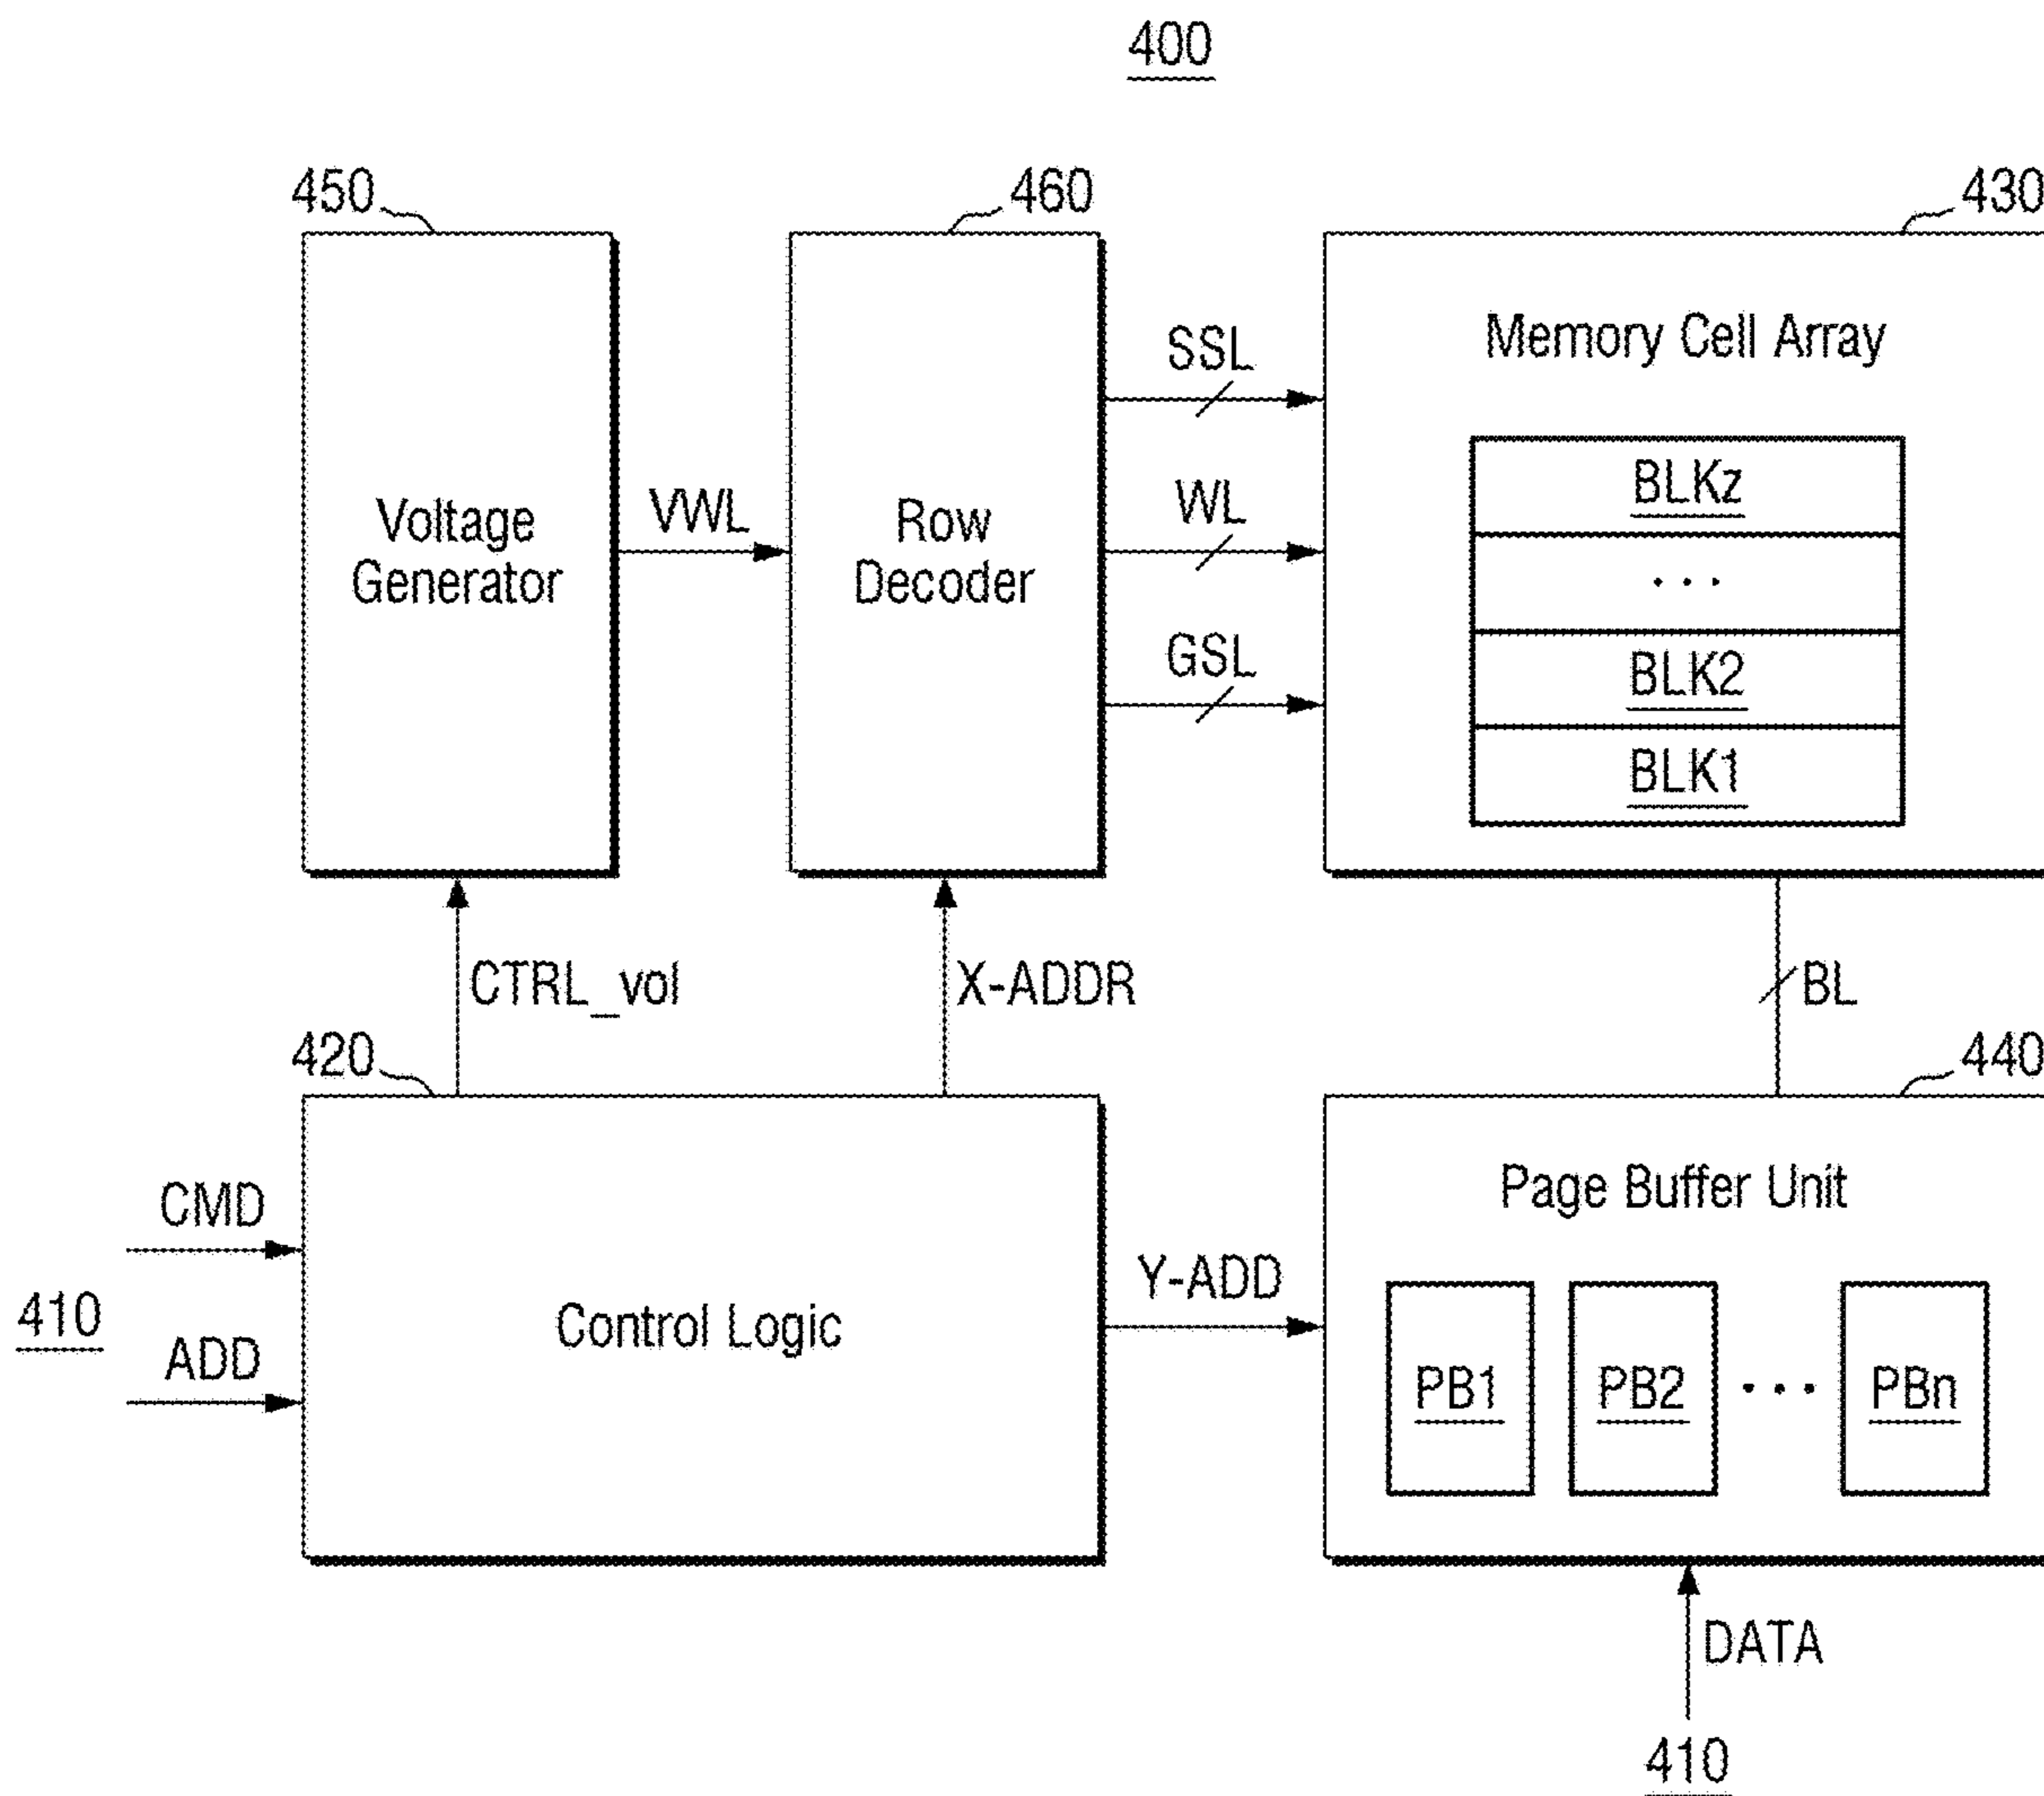 400
450
460
430
Voltage
Generator
VWL
Row
Decoder
SSL
WL
GSL
Memory Cell Array
BLKz
...
BLK2
BLK1
CTRL_vol
X-ADDR
BL
420
440
CMD
410
ADD
Control Logic
Y-ADD
Page Buffer Unit
PB1
PB2
...
PBn
DATA
410